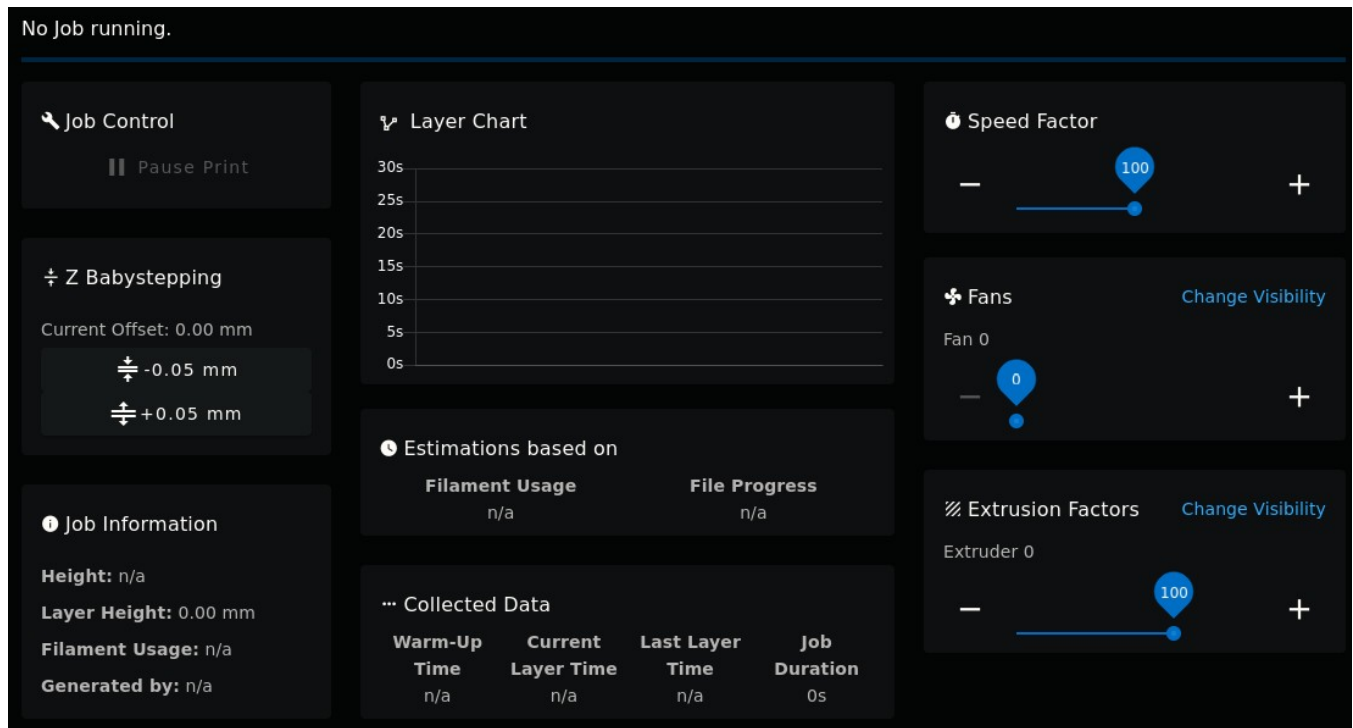 No Job running.
Job Control
Pause Print
Z Babystepping
Current Offset: 0.00 mm
-0.05 mm
+0.05 mm
Job Information
Height: n/a
Layer Height: 0.00 mm
Filament Usage: n/a
Generated by: n/a
Layer Chart
30s
25s
20s
15s
10s
5s
0s
Estimations based on
Filament Usage File Progress
n/a n/a
Collected Data
Warm-Up Current Last Layer Job
Time Layer Time Time Duration
n/a n/a n/a 0s
Speed Factor
100
Fans Change Visibility
Fan 0
0
Extrusion Factors Change Visibility
Extruder 0
100